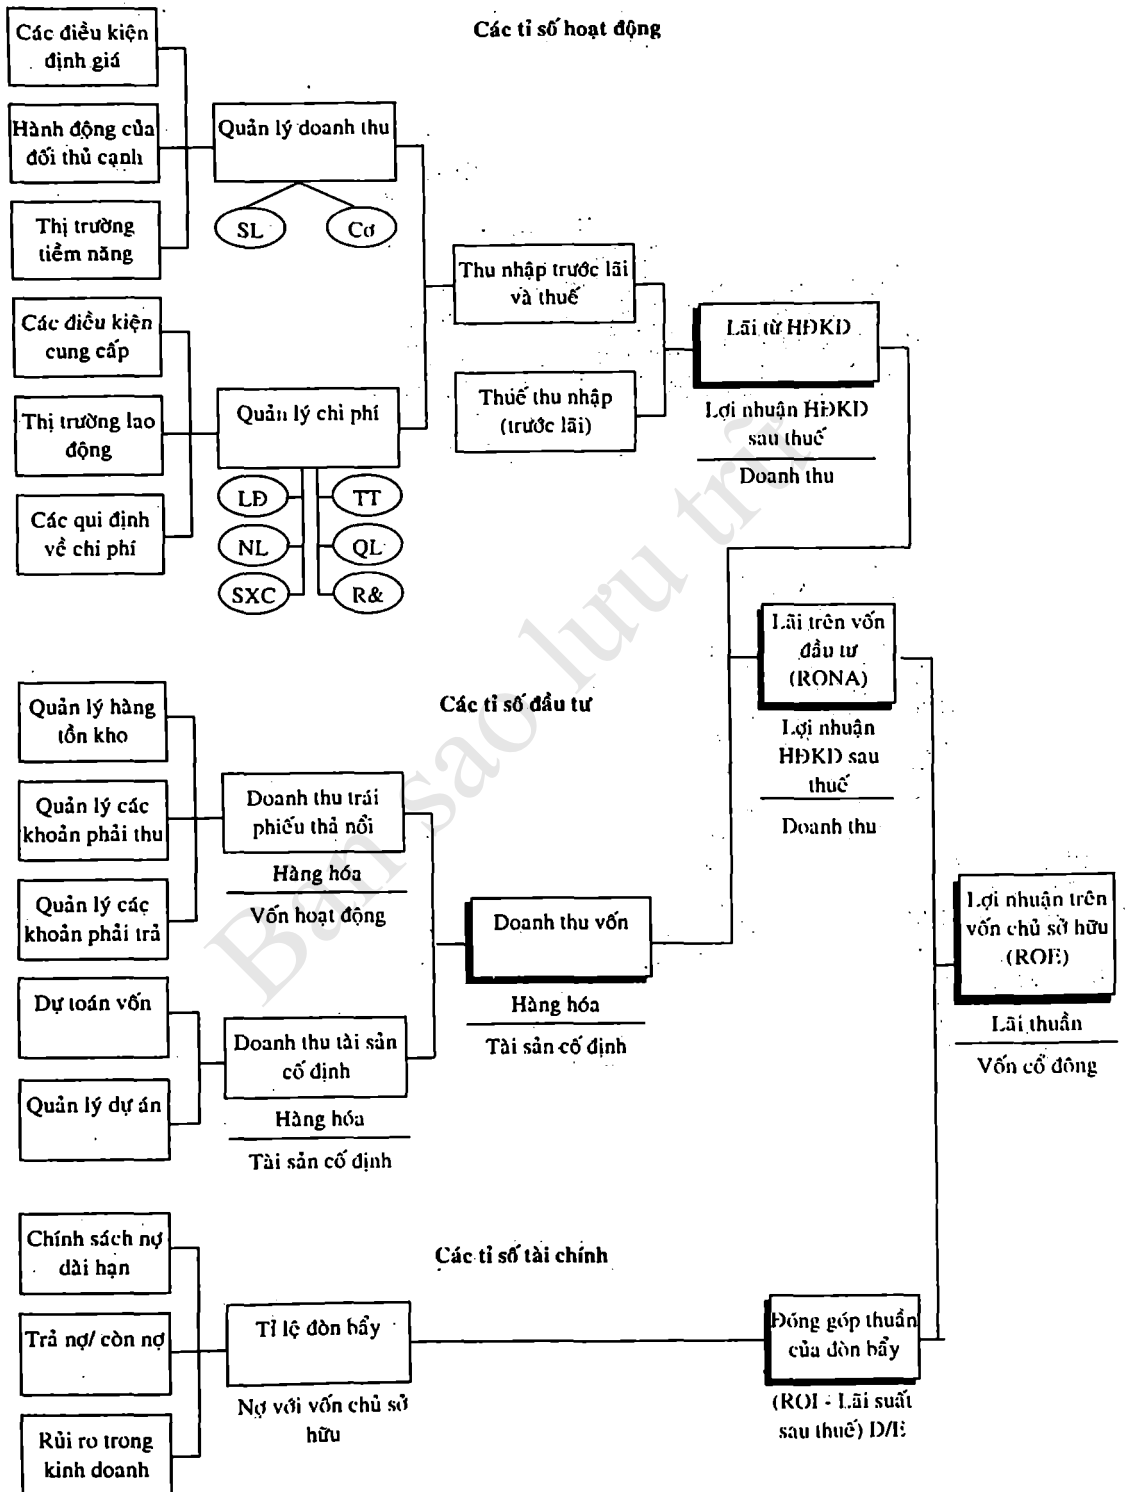 Các tỉ số hoạt động
Các điều kiện
định giá
Hành động của
đối thủ cạnh
Thị trường
tiềm năng
Quản lý doanh thu
SL
Cơ
Các điều kiện
cung cấp
Thị trường lao
động
Các qui định
về chi phí
Quản lý chi phí
LĐ
TT
NL
QL
SXC
R&
Thu nhập trước lãi
và thuế
Thuế thu nhập
(trước lãi)
Lãi từ HĐKD
Lợi nhuận HĐKD
sau thuế
Doanh thu
Lãi trên vốn
đầu tư
(RONA)
Lợi nhuận
HĐKD sau
thuế
Doanh thu
Các tỉ số đầu tư
Quản lý hàng
tồn kho
Quản lý các
khoản phải thu
Quản lý các
khoản phải trả
Doanh thu trái
phiếu thả nổi
Hàng hóa
Vốn hoạt động
Dự toán vốn
Quản lý dự án
Doanh thu tài sản
cố định
Hàng hóa
Tài sản cố định
Doanh thu vốn
Hàng hóa
Tài sản cố định
Lợi nhuận trên
vốn chủ sở hữu
(ROE)
Lãi thuần
Vốn cổ đông
Các tỉ số tài chính
Chính sách nợ
dài hạn
Trả nợ/ còn nợ
Rủi ro trong
kinh doanh
Tỉ lệ đòn bẩy
Nợ với vốn chủ sở
hữu
Đóng góp thuần
của đòn bẩy
(ROI - Lãi suất
sau thuế) D/E
Bản sao lưu trữ